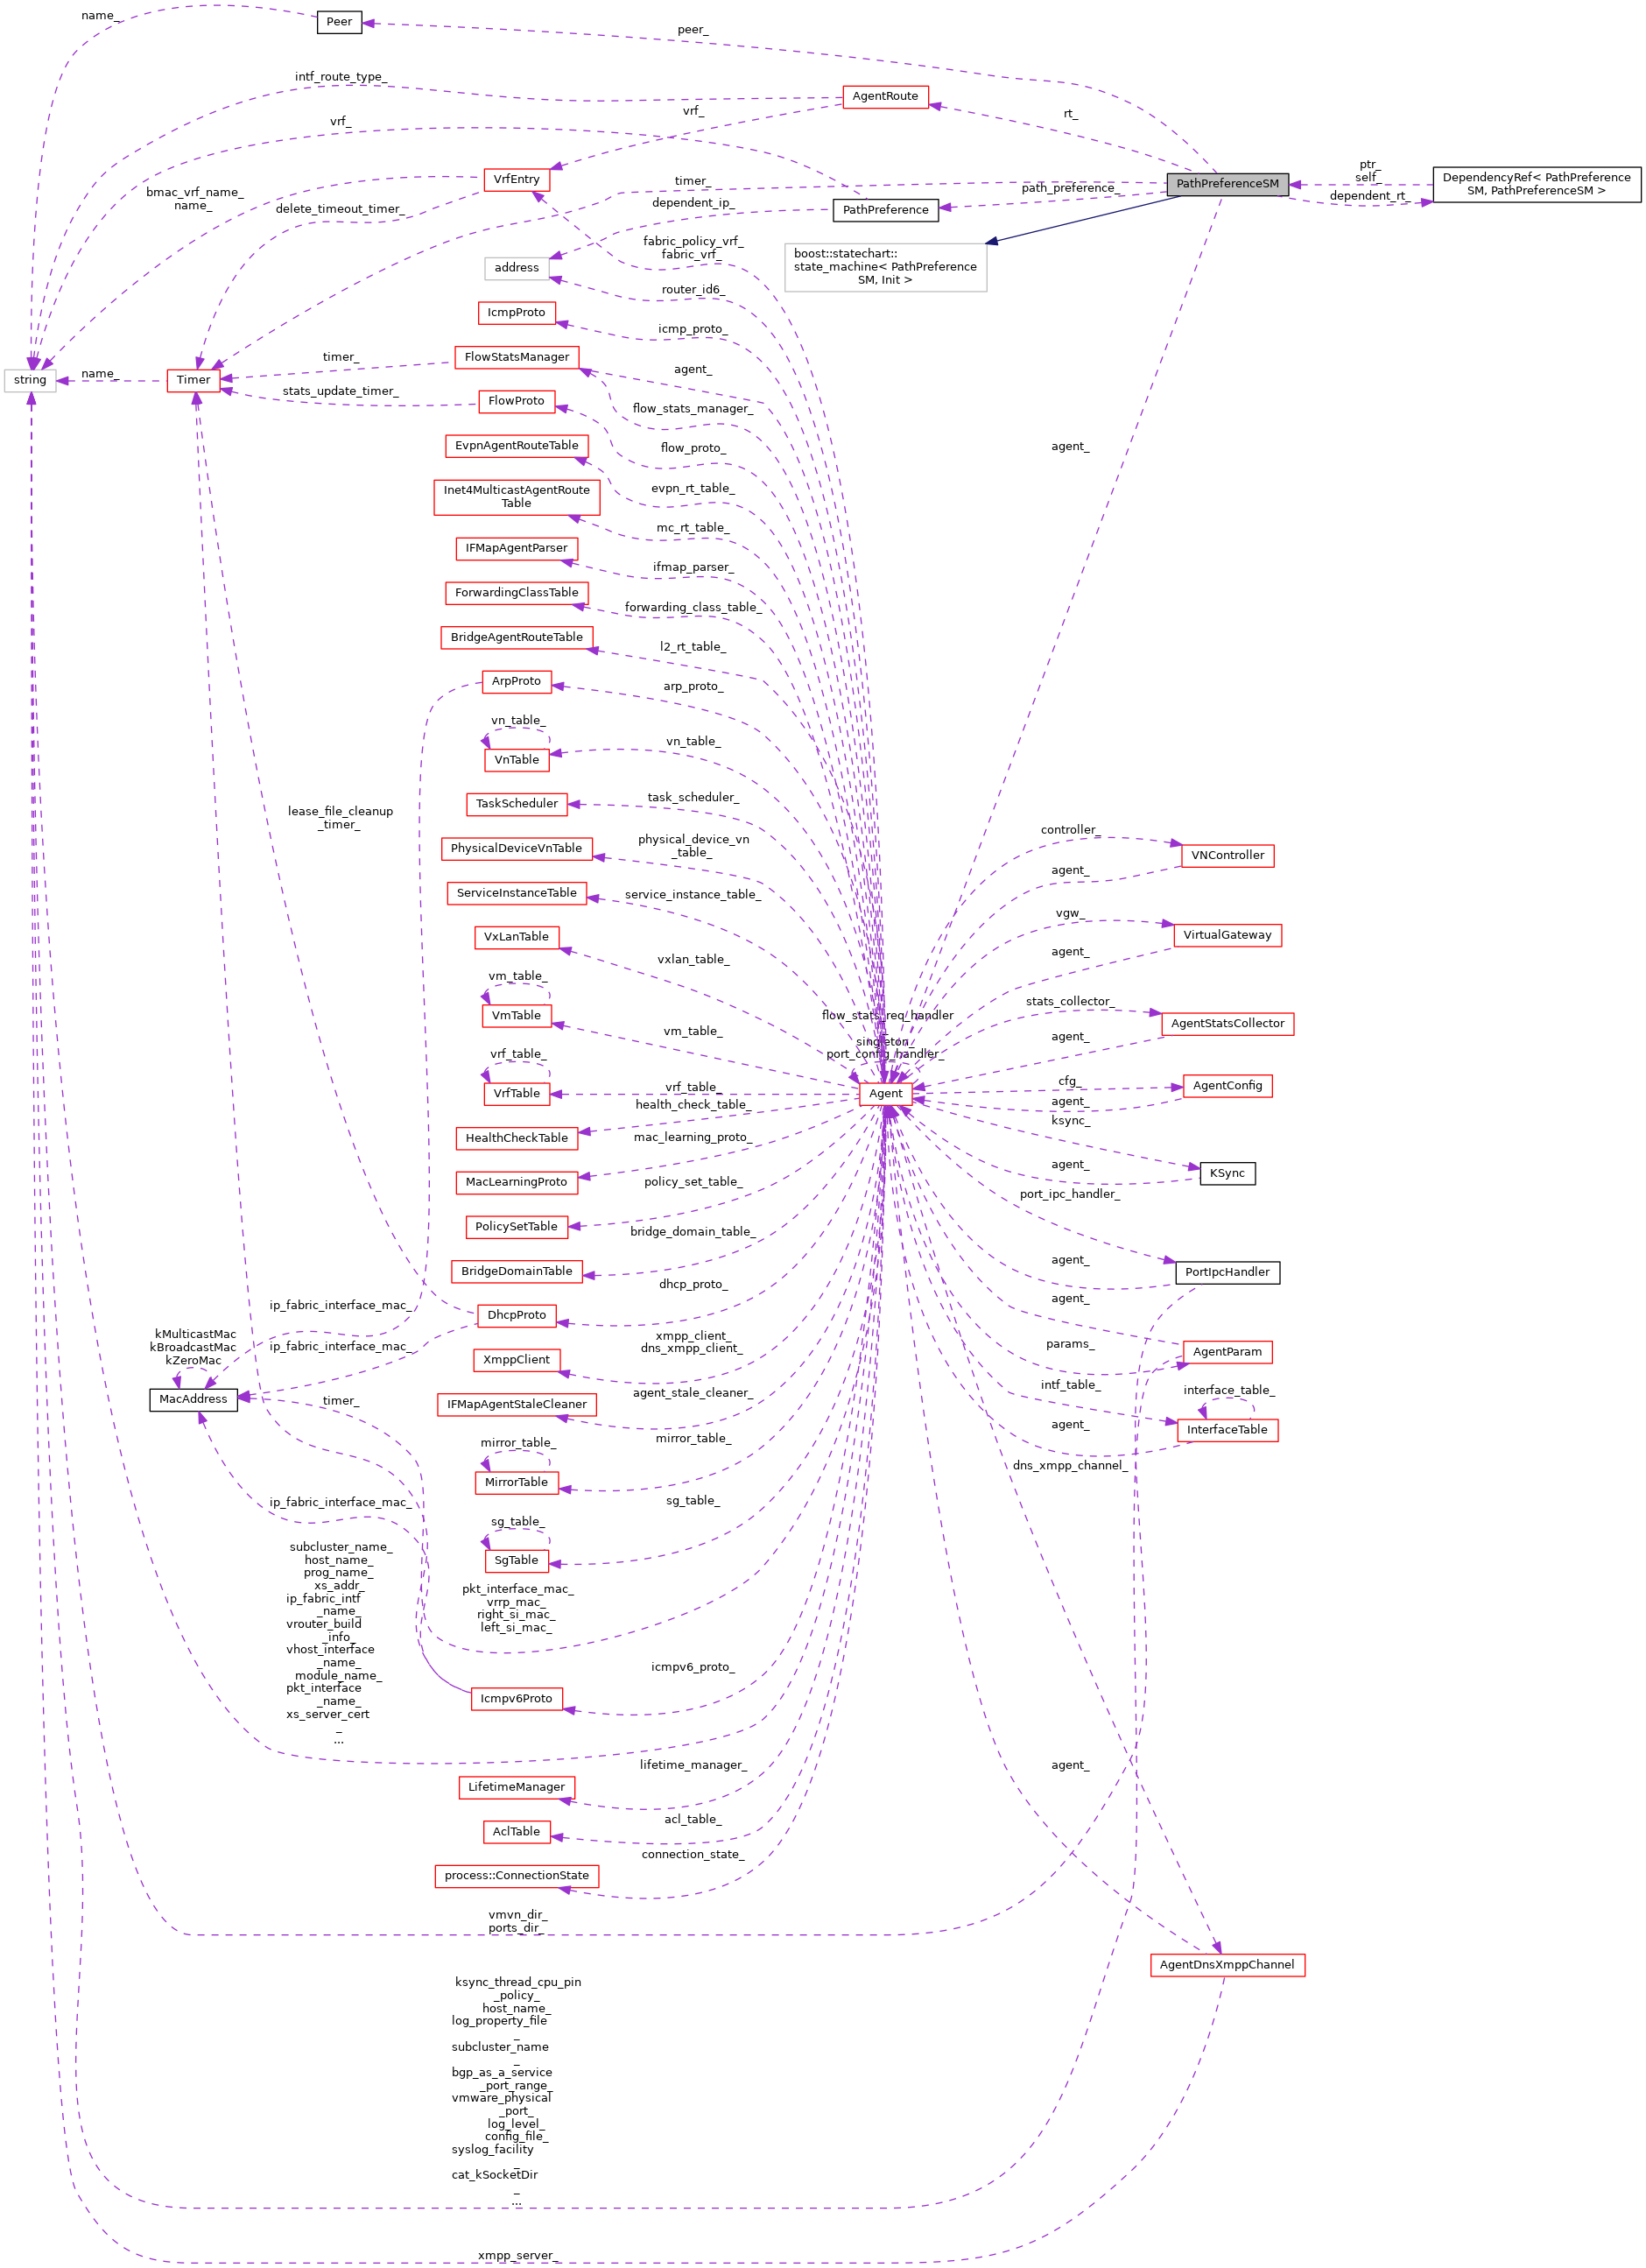 name_
Peer
peer_
intf_route_type_
AgentRoute
vrf_
rt_
vrf_
ptr_
self_
DependencyRef< PathPreference
SM, PathPreferenceSM >
dependent_rt_
PathPreferenceSM
VrfEntry
timer_
path_preference_
bmac_vrf_name_
name_
delete_timeout_timer_
dependent_ip_
PathPreference
fabric_policy_vrf_
fabric_vrf_
boost::statechart::
state_machine< PathPreference
SM, Init >
address
router_id6_
IcmpProto
icmp_proto_
FlowStatsManager
timer_
agent_
string
name_
Timer
stats_update_timer_
FlowProto
flow_stats_manager_
EvpnAgentRouteTable
flow_proto_
agent_
Inet4MulticastAgentRoute
Table
evpn_rt_table_
mc_rt_table_
IFMapAgentParser
ifmap_parser_
ForwardingClassTable
forwarding_class_table_
BridgeAgentRouteTable
l2_rt_table_
ArpProto
arp_proto_
vn_table_
VnTable
vn_table_
TaskScheduler
task_scheduler_
lease_file_cleanup
_timer_
PhysicalDeviceVnTable
physical_device_vn
_table_
controller_
VNController
agent_
ServiceInstanceTable
service_instance_table_
vgw_
VirtualGateway
agent_
VxLanTable
vxlan_table_
vm_table_
VmTable
vm_table_
flow_stats_req_handler
_
singleton_
port_config_handler_
stats_collector_
AgentStatsCollector
agent_
vrf_table_
VrfTable
vrf_table_
Agent
cfg_
AgentConfig
agent_
health_check_table_
HealthCheckTable
ksync_
mac_learning_proto_
MacLearningProto
agent_
KSync
policy_set_table_
PolicySetTable
port_ipc_handler_
bridge_domain_table_
BridgeDomainTable
agent_
PortIpcHandler
dhcp_proto_
DhcpProto
ip_fabric_interface_mac_
agent_
kMulticastMac
kBroadcastMac
kZeroMac
MacAddress
ip_fabric_interface_mac_
xmpp_client_
dns_xmpp_client_
XmppClient
params_
AgentParam
timer_
IFMapAgentStaleCleaner
agent_stale_cleaner_
intf_table_
interface_table_
InterfaceTable
agent_
mirror_table_
MirrorTable
mirror_table_
dns_xmpp_channel_
ip_fabric_interface_mac_
sg_table_
SgTable
sg_table_
subcluster_name_
host_name_
prog_name_
xs_addr_
ip_fabric_intf
_name_
vrouter_build
_info_
vhost_interface
_name_
module_name_
pkt_interface
_name_
xs_server_cert
_
...
pkt_interface_mac_
vrrp_mac_
right_si_mac_
left_si_mac_
Icmpv6Proto
icmpv6_proto_
LifetimeManager
lifetime_manager_
agent_
AclTable
acl_table_
process::ConnectionState
connection_state_
vmvn_dir_
ports_dir_
AgentDnsXmppChannel
ksync_thread_cpu_pin
_policy_
host_name_
log_property_file
_
subcluster_name
_
bgp_as_a_service
_port_range_
vmware_physical
_port_
log_level_
config_file_
syslog_facility
_
cat_kSocketDir
_
...
xmpp_server_